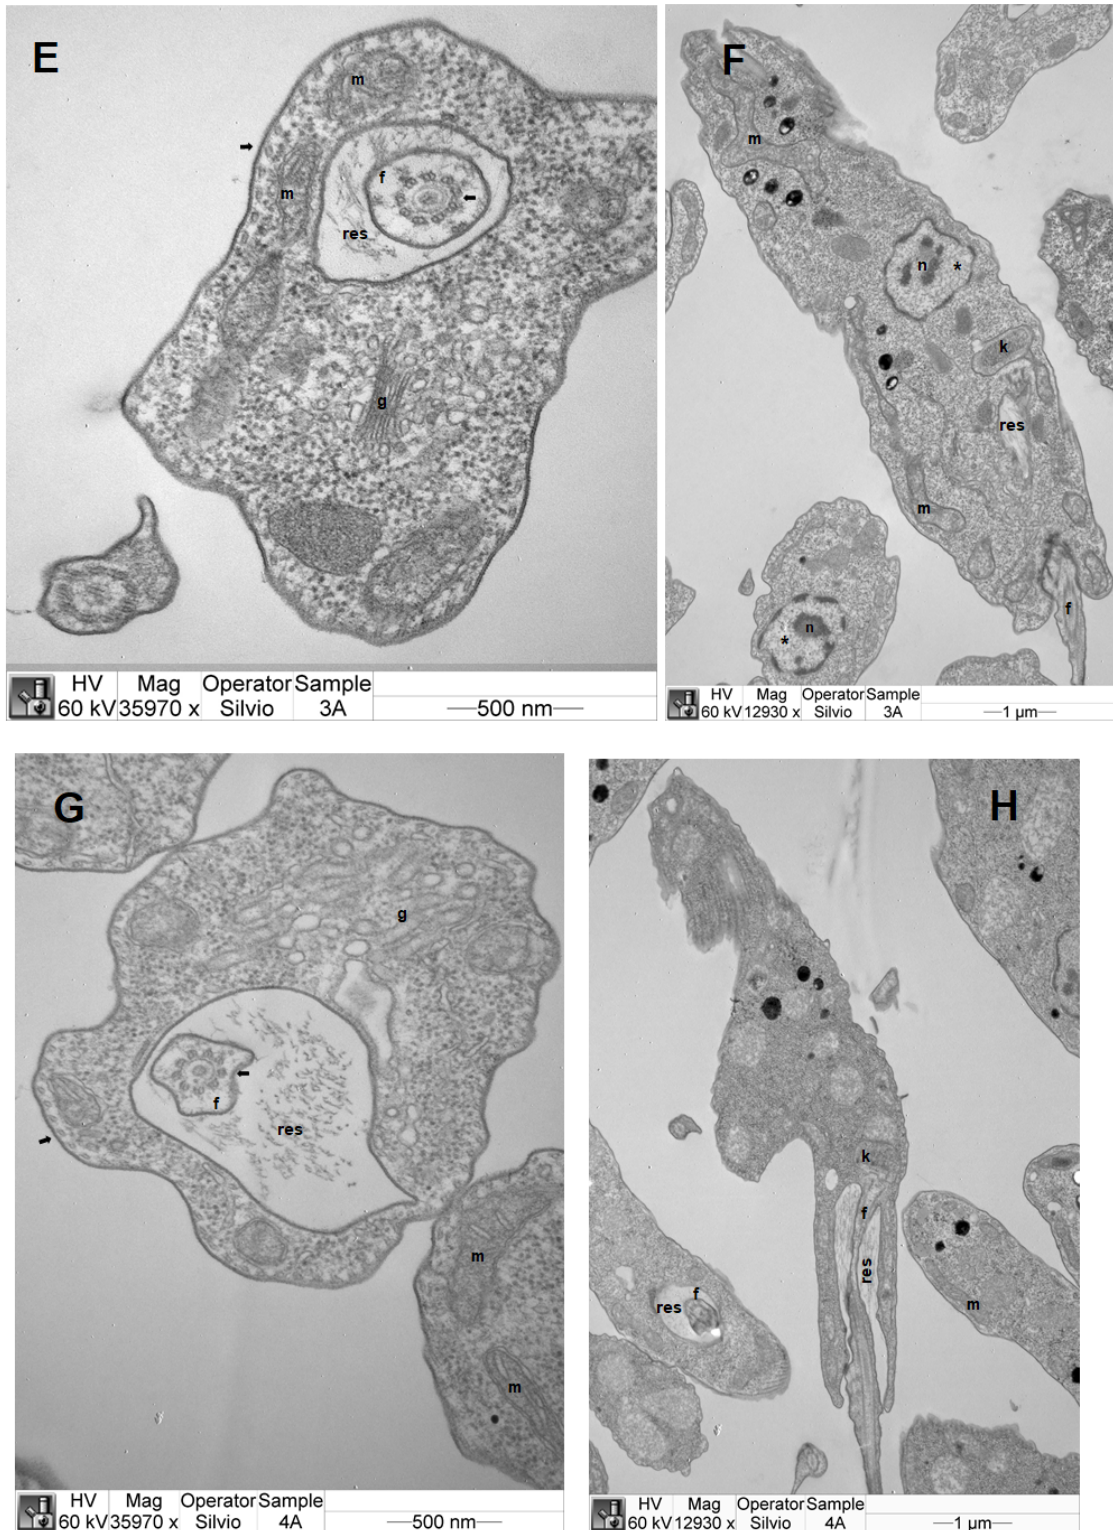 E
m
m
f
res
g
HV Mag Operator Sample
60 kV 35970 x Silvio 3A 500 nm
F
m
n *
k
res
m
f
n
*
HV Mag Operator Sample
60 kV 12930 x Silvio 3A 1 µm
G
g
f
res
m
m
HV Mag Operator Sample
60 kV 35970 x Silvio 4A 500 nm
H
k
f
res
f
res
m
HV Mag Operator Sample
60 kV 12930 x Silvio 4A 1 µm